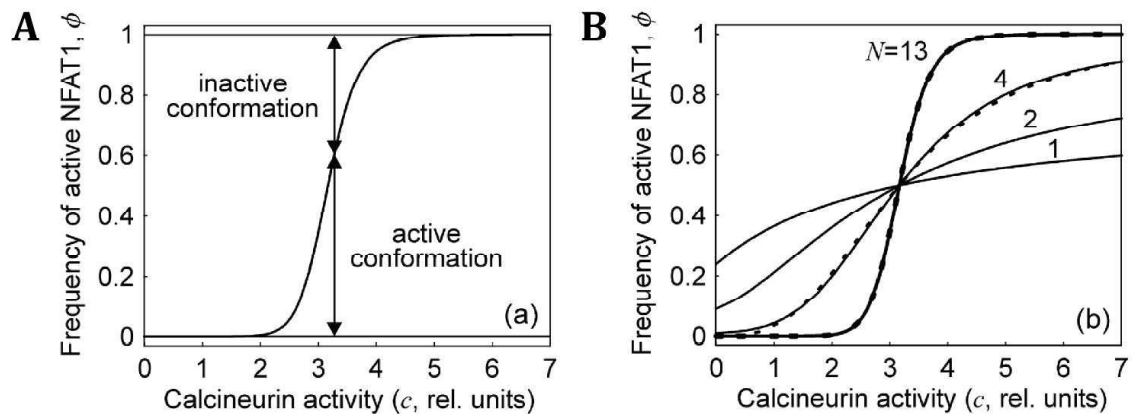 A
Frequency of active NFAT1, ϕ
1
0.8
0.6
0.4
0.2
0
inactive
conformation
active
conformation
(a)
0 1 2 3 4 5 6 7
Calcineurin activity (c, rel. units)
B
Frequency of active NFAT1, ϕ
1
0.8
0.6
0.4
0.2
0
N=13
4
2
1
(b)
0 1 2 3 4 5 6 7
Calcineurin activity (c, rel. units)